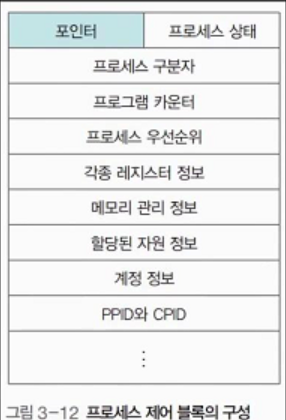 포인터 프로세스 상태
프로세스 구분자
프로그램 카운터
프로세스 우선순위
각종 레지스터 정보
메모리 관리 정보
할당된 자원 정보
계정 정보
PPID와 CPID
⋮
그림 3-12 프로세스 제어 블록의 구성